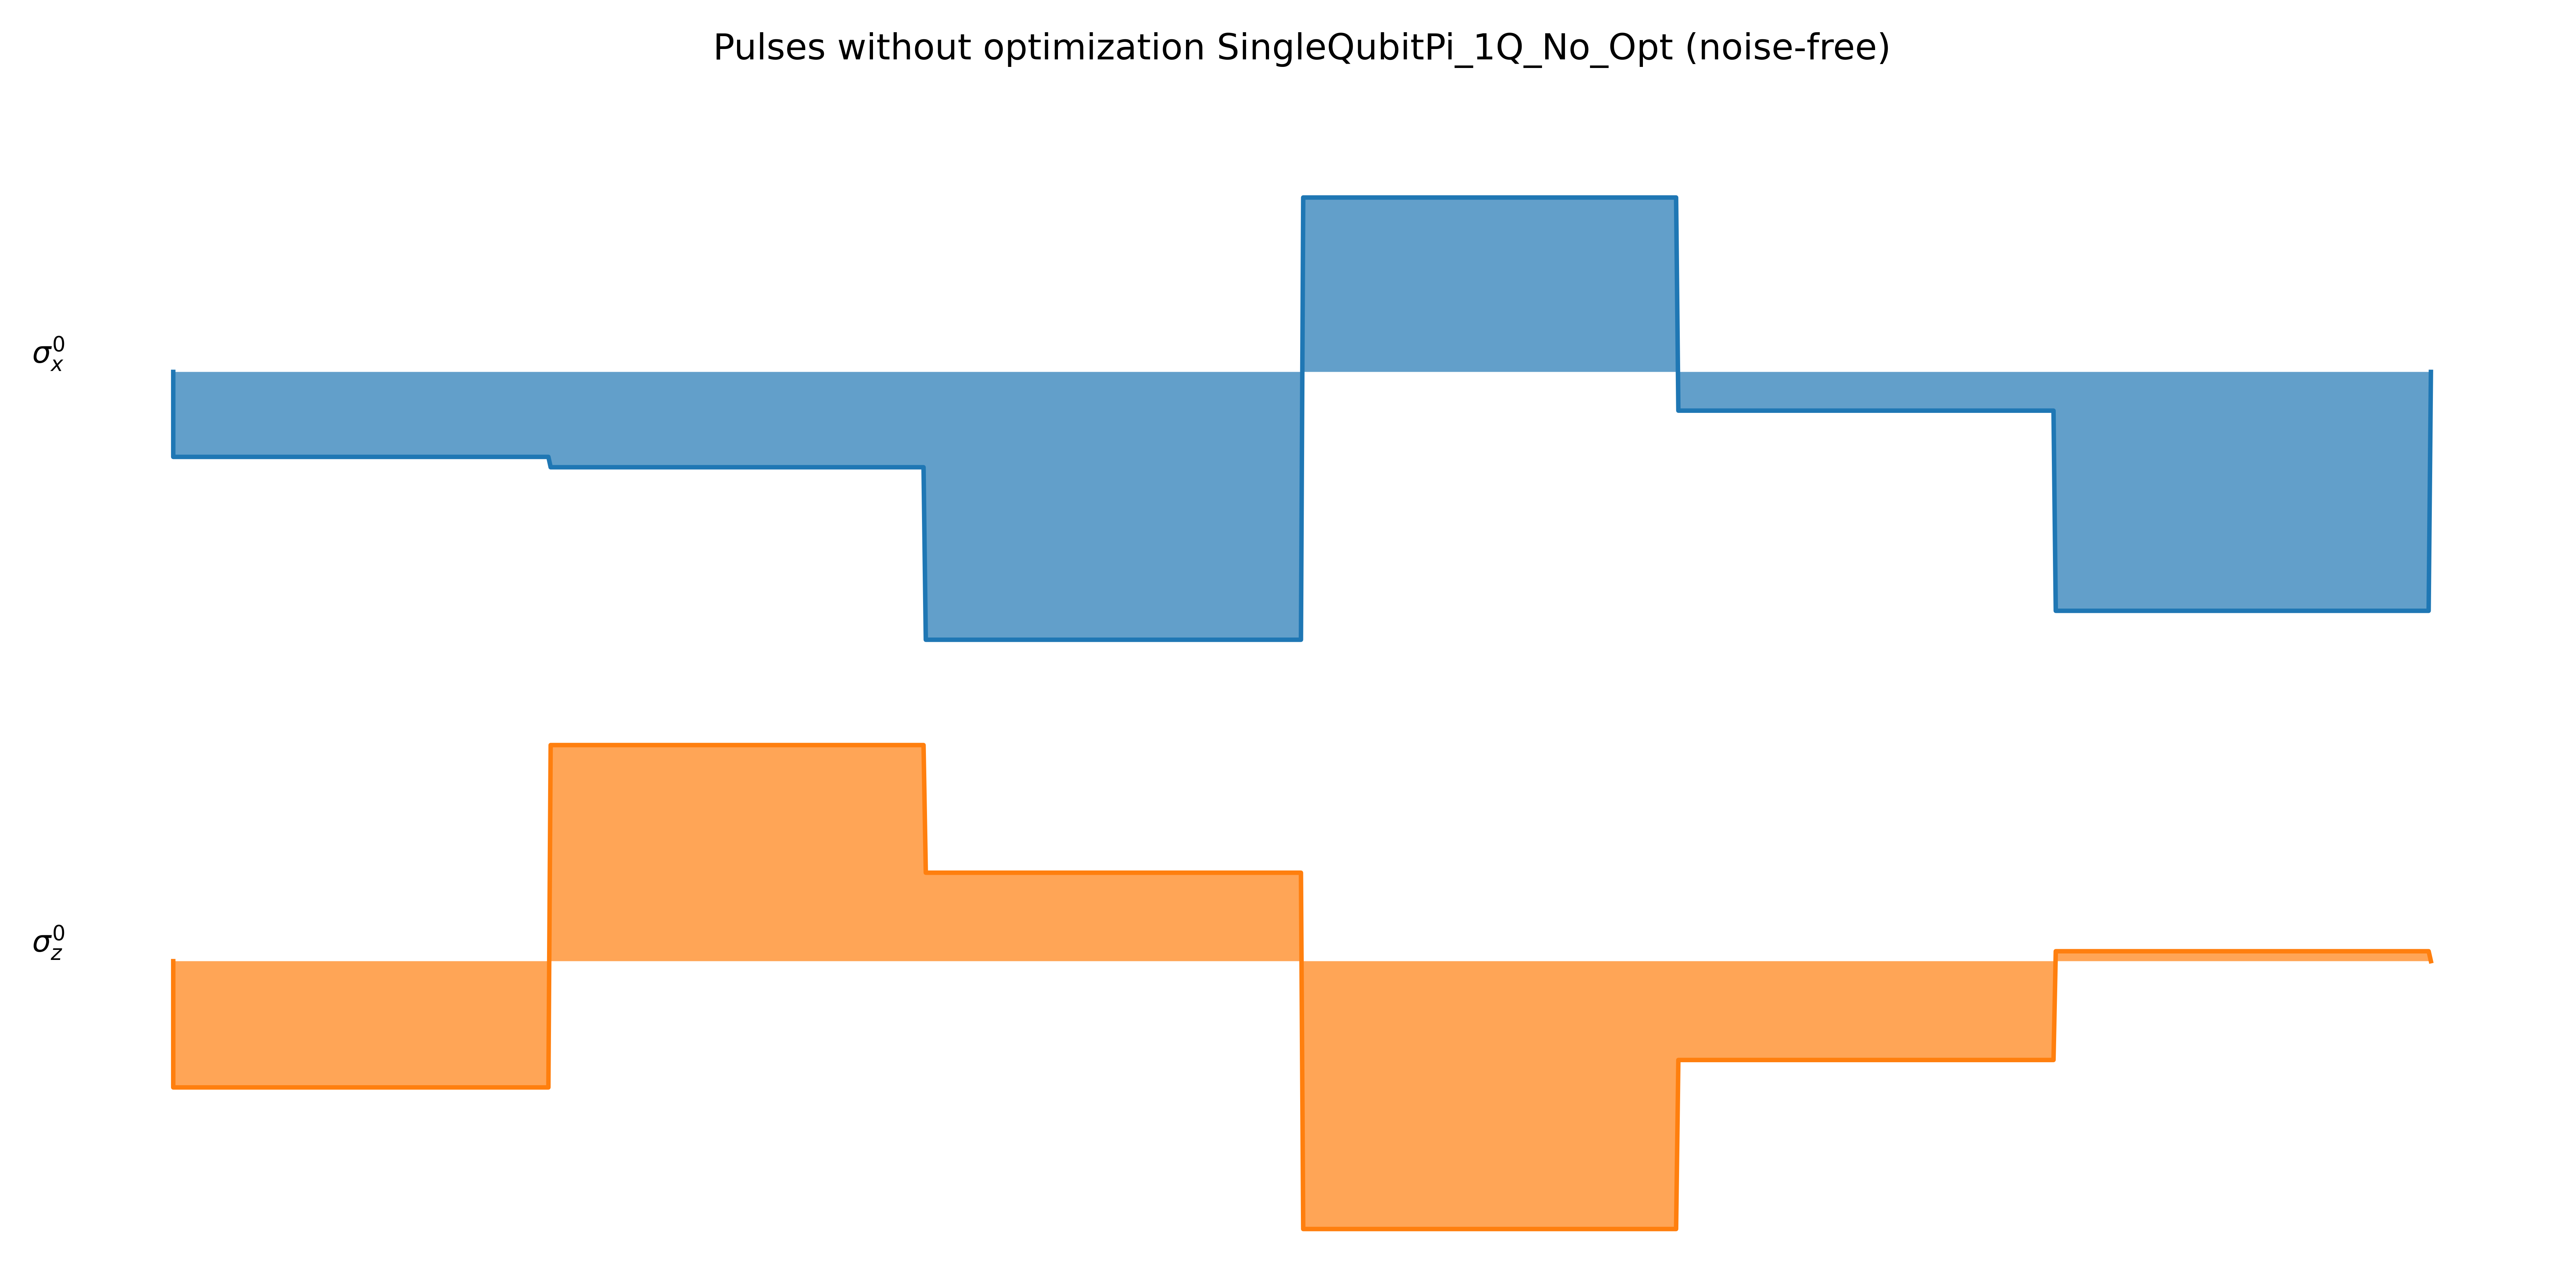 Pulses without optimization SingleQubitPi_1Q_No_Opt (noise-free)
σ_x^0
σ_z^0